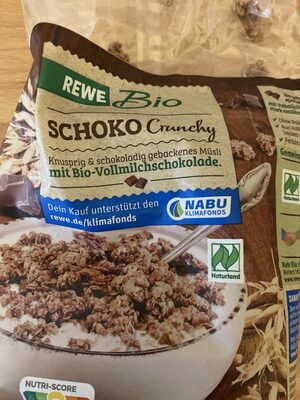 REWE Bio
SCHOKO Crunchy
Knusprig & schokoladig gebackenes Müsli
mit Bio-Vollmilchschokolade.
Dein Kauf unterstützt den
rewe.de/klimafonds
NABU
KLIMAFONDS
Naturland
Naturland
NUTRI-SCORE